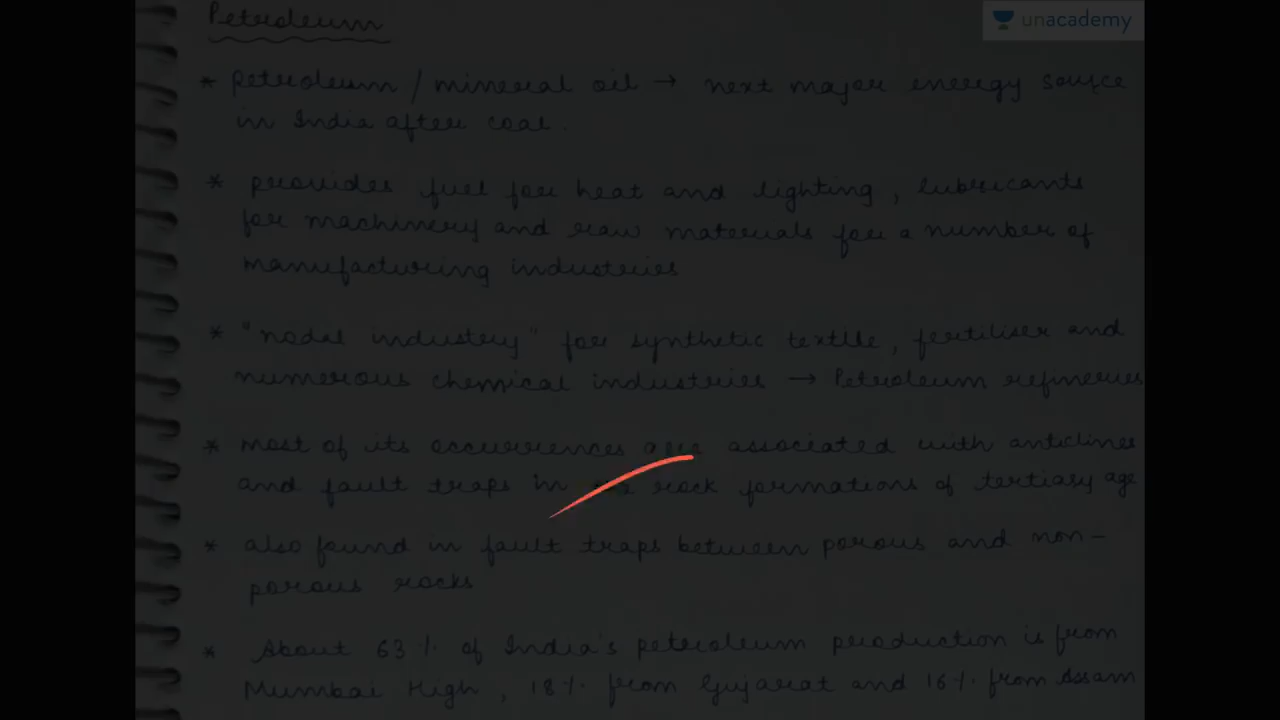 Petroleum
unacademy
* Petroleum / mineral oil → next major energy source
in India after coal.
* provides fuel for heat and lighting, lubricants
for machinery and raw materials for a number of
manufacturing industries
* "nodal industry" for synthetic textile, fertiliser and
numerous chemical industries → Petroleum refineries
* most of its occurrences are associated with anticlines
and fault traps in rock formations of tertiary age
* also found in fault traps between porous and non-
porous rocks
* About 63% of India's petroleum production is from
Mumbai High, 18% from Gujarat and 16% from Assam